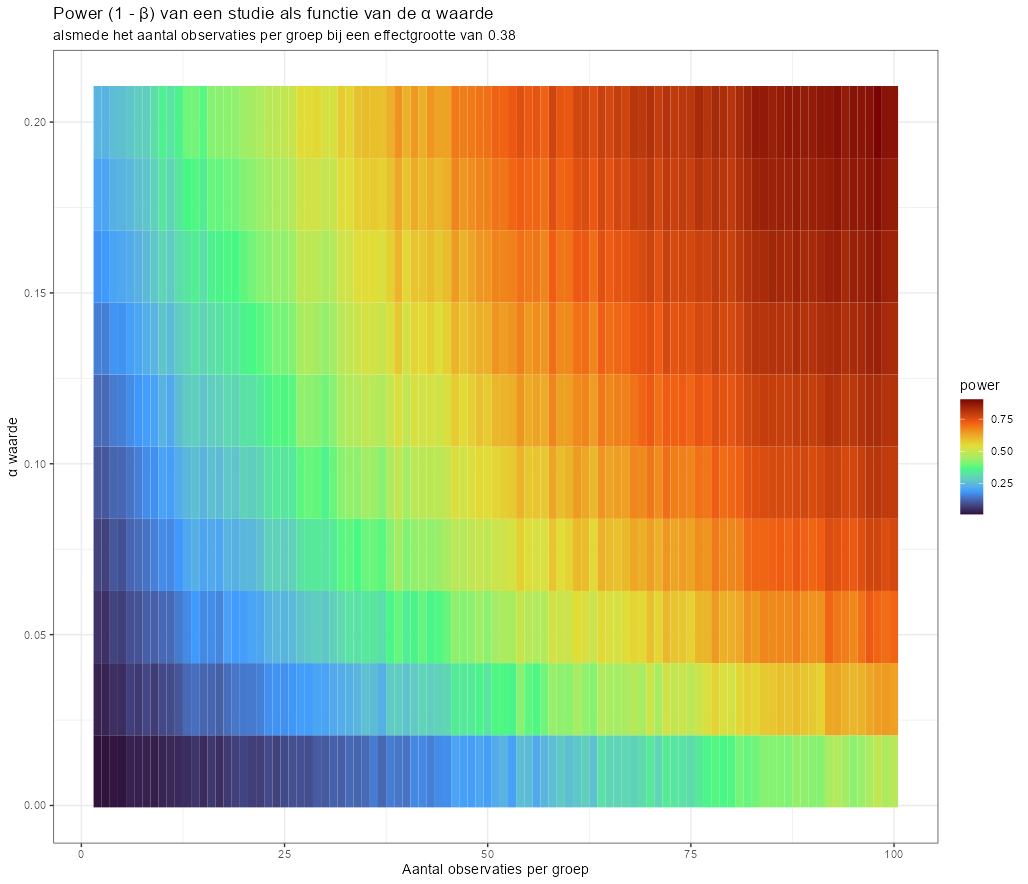 Power (1 - β) van een studie als functie van de α waarde
alsmede het aantal observaties per groep bij een effectgrootte van 0.38
α waarde
0.20
0.15
0.10
0.05
0.00
0
25
50
75
100
Aantal observaties per groep
power
0.75
0.50
0.25